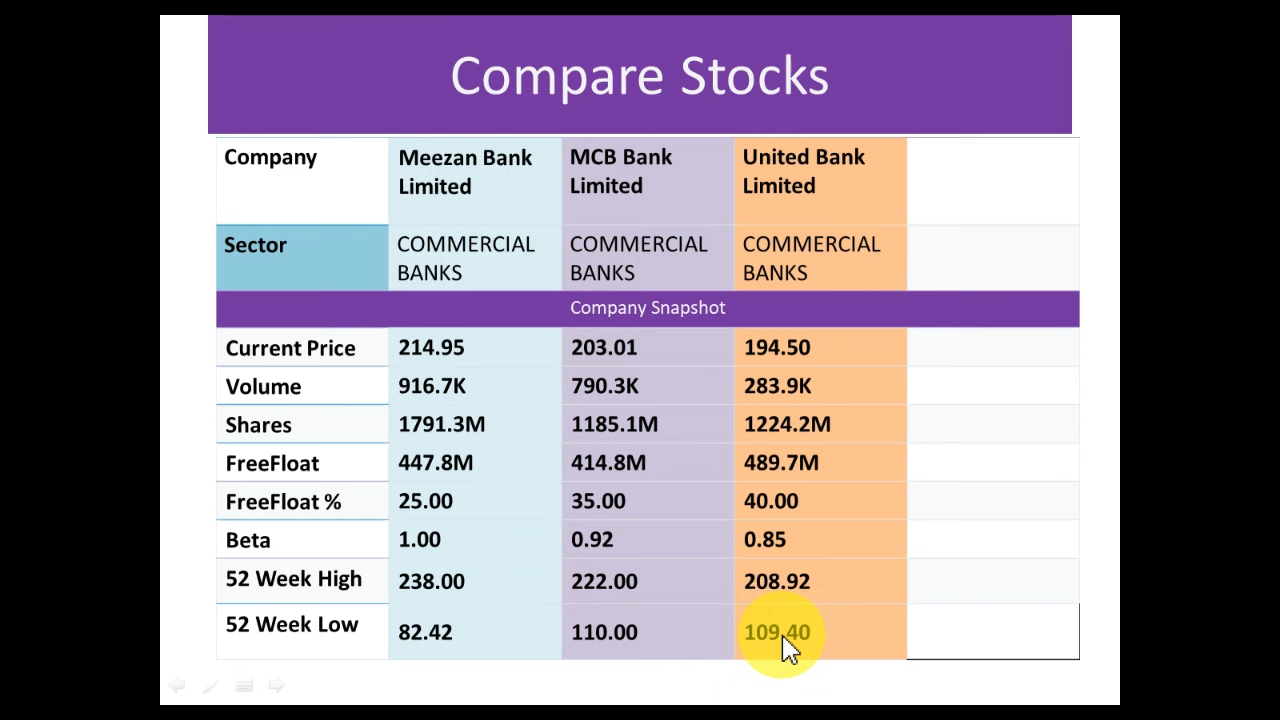 Compare Stocks
Company Meezan Bank Limited MCB Bank Limited United Bank Limited
Sector COMMERCIAL BANKS COMMERCIAL BANKS COMMERCIAL BANKS
Company Snapshot
Current Price 214.95 203.01 194.50
Volume 916.7K 790.3K 283.9K
Shares 1791.3M 1185.1M 1224.2M
FreeFloat 447.8M 414.8M 489.7M
FreeFloat % 25.00 35.00 40.00
Beta 1.00 0.92 0.85
52 Week High 238.00 222.00 208.92
52 Week Low 82.42 110.00 109.40